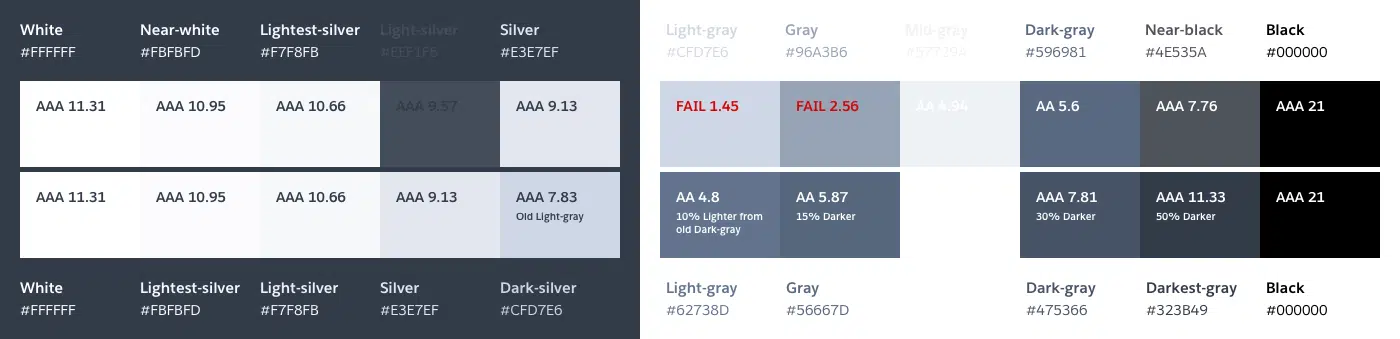 White
#FFFFFF
Near-white
#FBFBFD
Lightest-silver
#F7F8FB
Light-silver
#EEF1F5
Silver
#E3E7EF
Light-gray
#CFD7E6
Gray
#96A3B6
Mid-gray
Dark-gray
#596981
Near-black
#4E535A
Black
#000000
AAA 11.31
AAA 10.95
AAA 10.66
AAA 9.57
AAA 9.13
FAIL 1.45
FAIL 2.56
AA 4.94
AA 5.6
AAA 7.76
AAA 21
AAA 11.31
AAA 10.95
AAA 10.66
AAA 9.13
AAA 7.83
Old Light-gray
AA 4.8
10% Lighter from
old Dark-gray
AA 5.87
15% Darker
AAA 7.81
30% Darker
AAA 11.33
50% Darker
AAA 21
White
#FFFFFF
Lightest-silver
#FBFBFD
Light-silver
#F7F8FB
Silver
#E3E7EF
Dark-silver
#CFD7E6
Light-gray
#62738D
Gray
#56667D
Dark-gray
#475366
Darkest-gray
#323B49
Black
#000000